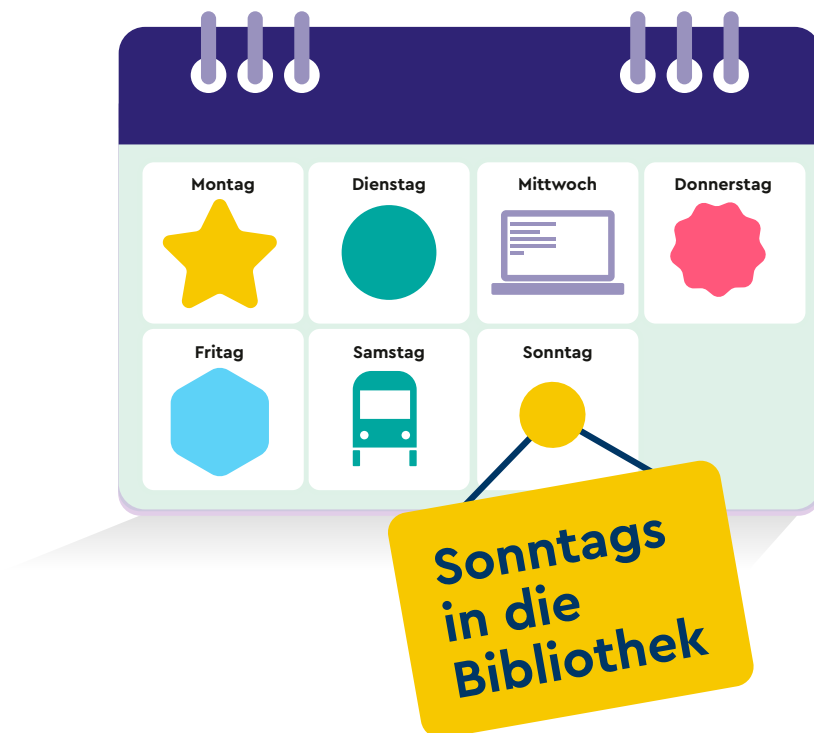 Montag
Dienstag
Mittwoch
Donnerstag
Fritag
Samstag
Sonntag
Sonntags
in die
Bibliothek